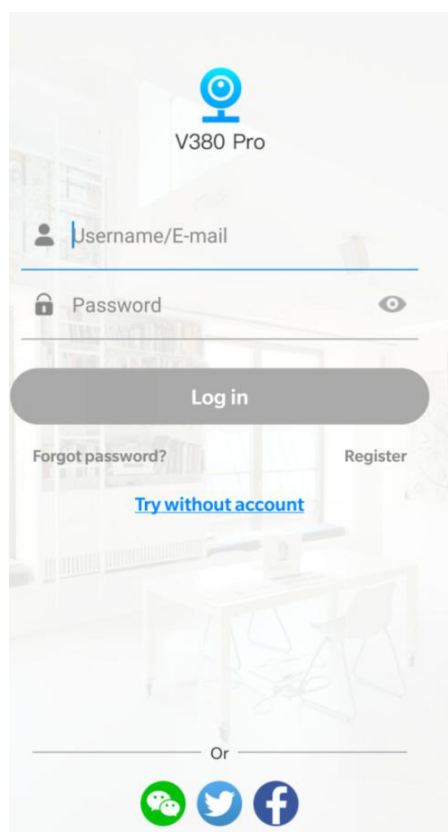 V380 Pro
Username/E-mail
Password
Log in
Forgot password? Register
Try without account
Or